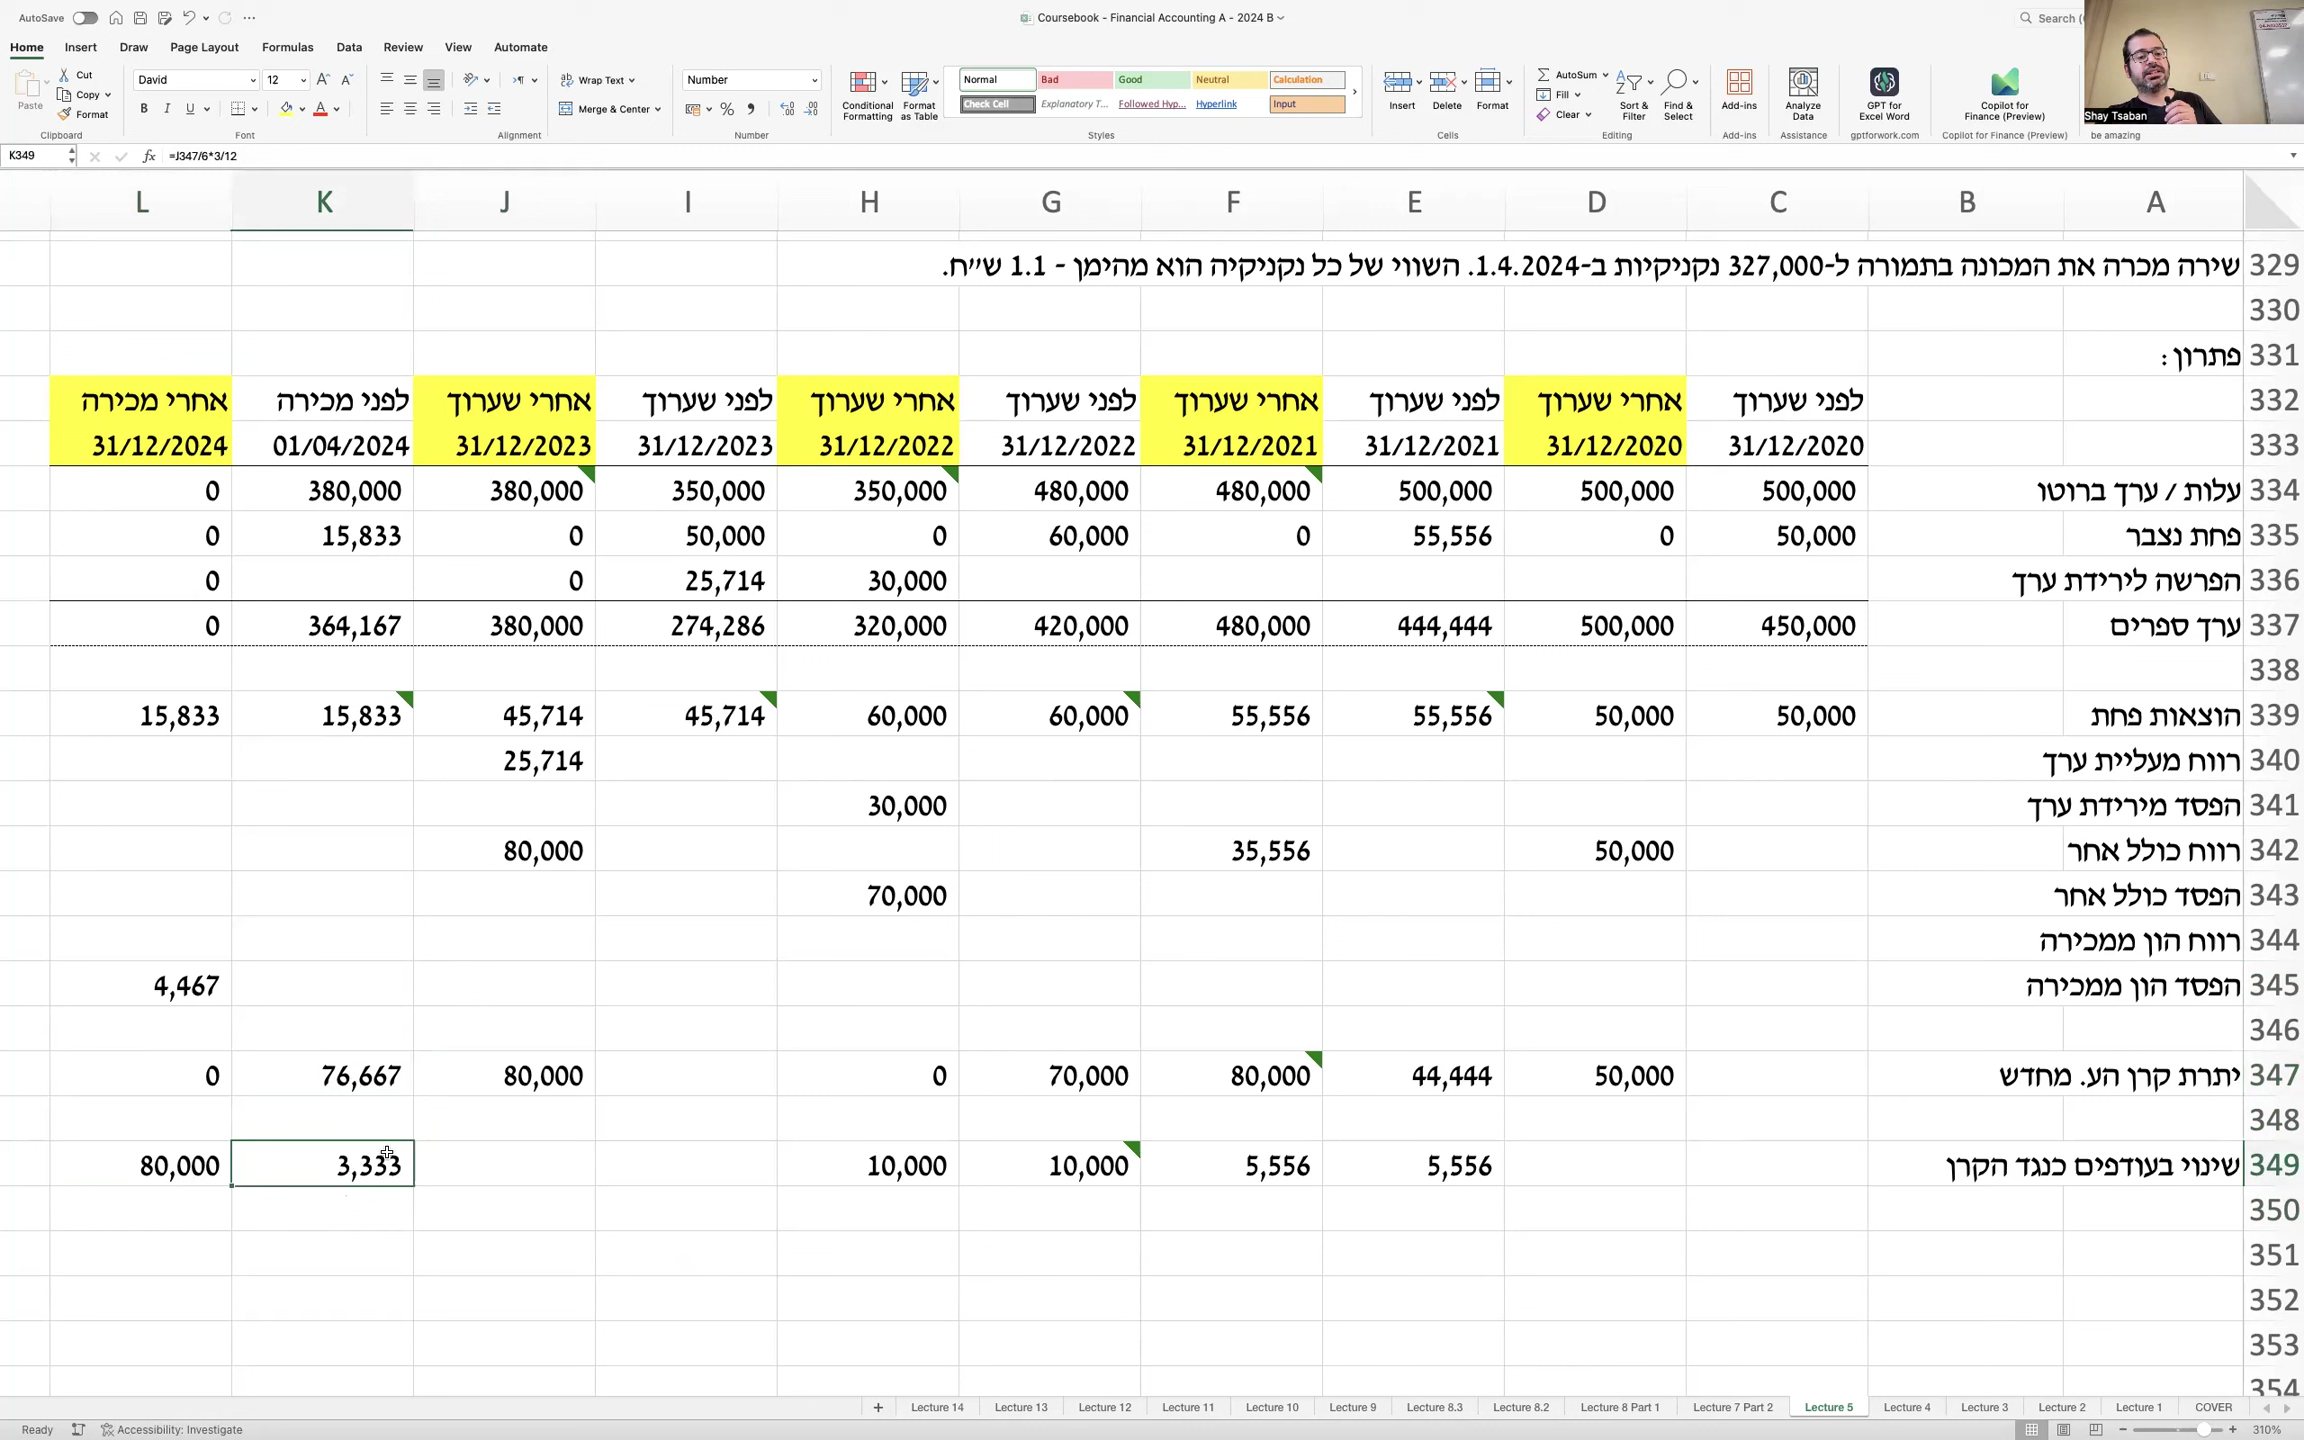 AutoSave
Coursebook - Financial Accounting A - 2024 B
Search (
Home Insert Draw Page Layout Formulas Data Review View Automate
Paste Cut Copy Format Clipboard
David 12 B I U Font
Wrap Text Merge & Center Alignment
Number Number
Conditional Formatting Format as Table
Normal Bad Good Neutral Calculation
Check Cell Explanatory T... Followed Hyp... Hyperlink Input
Styles
Insert Delete Format Cells
AutoSum Fill Clear Sort & Filter Find & Select Editing
Add-ins Add-ins
Analyze Data Assistance
GPT for Excel Word gptforwork.com
Copilot for Finance (Preview) Copilot for Finance (Preview)
Shay Tsaban
be amazing
K349 fx =J347/6*3/12
L K J I H G F E D C B A
329 שירה מכרה את המכונה בתמורה ל-327,000 נקניקיות ב-1.4.2024. השווי של כל נקניקיה הוא מהימן - 1.1 ש״ח.
330
331 פתרון:
332 לפני שערוך אחרי שערוך לפני שערוך אחרי שערוך לפני שערוך אחרי שערוך לפני שערוך אחרי שערוך לפני מכירה אחרי מכירה
333 31/12/2020 31/12/2020 31/12/2021 31/12/2021 31/12/2022 31/12/2022 31/12/2023 31/12/2023 01/04/2024 31/12/2024
334 עלות / ערך ברוטו 500,000 500,000 500,000 480,000 480,000 350,000 350,000 380,000 380,000 0
335 פחת נצבר 50,000 0 55,556 0 60,000 0 50,000 0 15,833 0
336 הפרשה לירידת ערך 30,000 25,714 0 0
337 ערך ספרים 450,000 500,000 444,444 480,000 420,000 320,000 274,286 380,000 364,167 0
338
339 הוצאות פחת 50,000 50,000 55,556 55,556 60,000 60,000 45,714 45,714 15,833 15,833
340 רווח מעליית ערך 25,714
341 הפסד מירידת ערך 30,000
342 רווח כולל אחר 50,000 35,556 80,000
343 הפסד כולל אחר 70,000
344 רווח הון ממכירה
345 הפסד הון ממכירה 4,467
346
347 יתרת קרן הע. מחדש 50,000 44,444 80,000 70,000 0 80,000 76,667 0
348
349 שינוי בעודפים כנגד הקרן 5,556 5,556 10,000 10,000 3,333 80,000
350
351
352
353
354
+ Lecture 14 Lecture 13 Lecture 12 Lecture 11 Lecture 10 Lecture 9 Lecture 8.3 Lecture 8.2 Lecture 8 Part 1 Lecture 7 Part 2 Lecture 5 Lecture 4 Lecture 3 Lecture 2 Lecture 1 COVER
Ready Accessibility: Investigate 310%